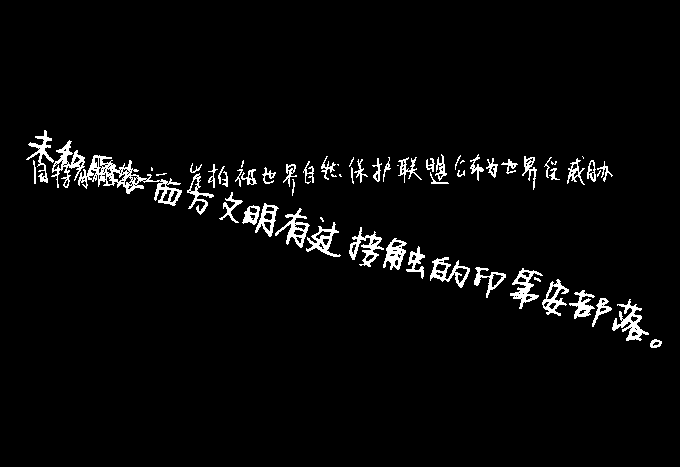 未和西方文明有过接触的印第安部落。
之一,崖柏被世界自然保护联盟公布为世界受威胁